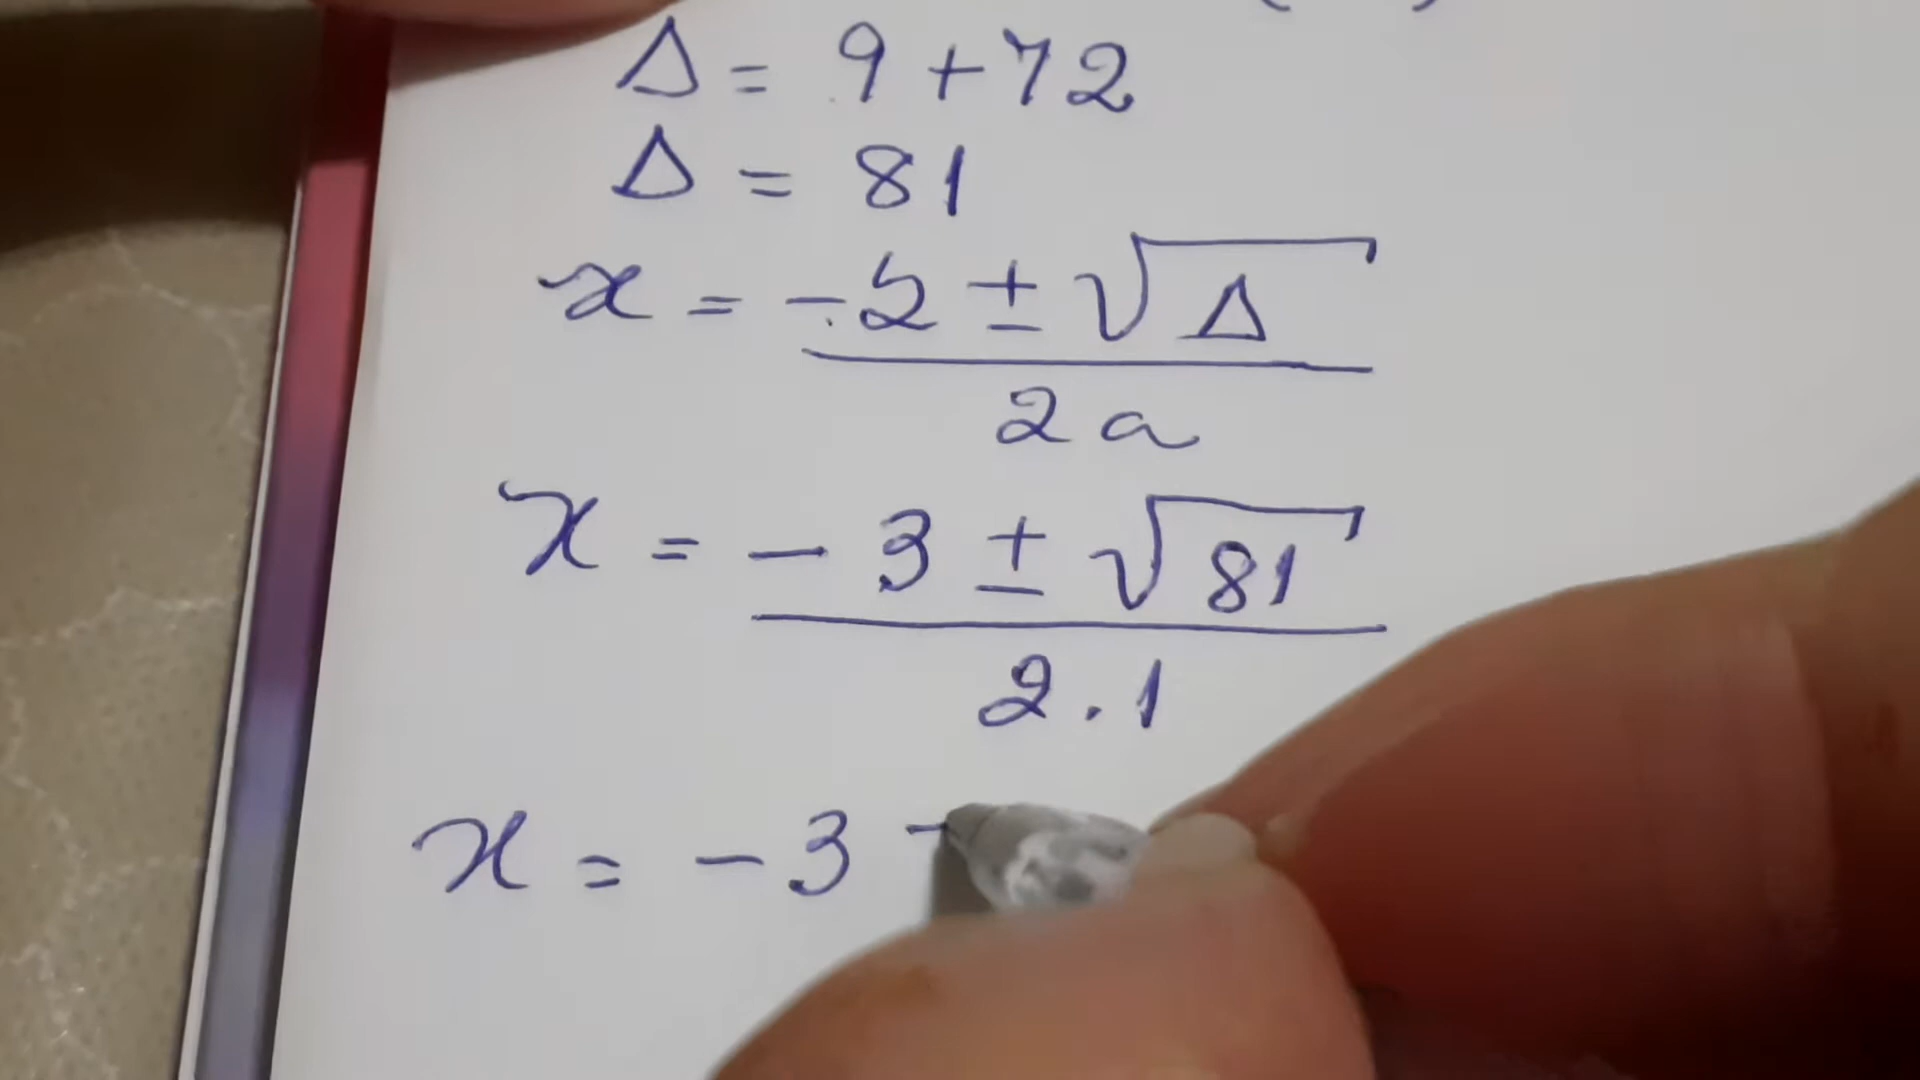 Δ = 9 + 72
Δ = 81
x = -b ± √Δ
2a
x = - 3 ± √81
2.1
x = - 3